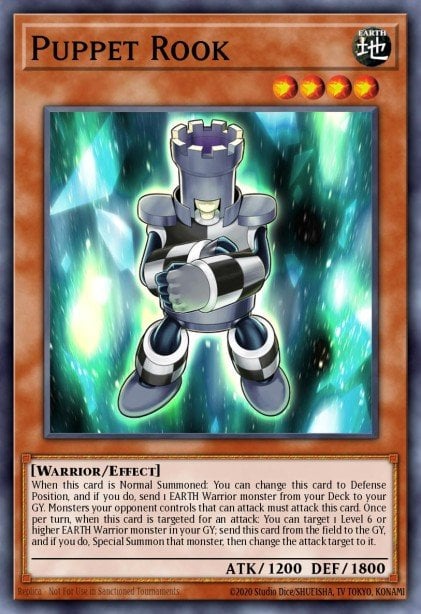 PUPPET ROOK
EARTH
地
[WARRIOR/EFFECT]
When this card is Normal Summoned: You can change this card to Defense
Position, and if you do, send 1 EARTH Warrior monster from your Deck to your
GY. Monsters your opponent controls that can attack must attack this card. Once
per turn, when this card is targeted for an attack: You can target 1 Level 6 or
higher EARTH Warrior monster in your GY; send this card from the field to the GY,
and if you do, Special Summon that monster, then change the attack target to it.
ATK/1200 DEF/1800
Replica - Not For Use in Sanctioned Tournaments
©2020 Studio Dice/SHUEISHA, TV TOKYO, KONAMI